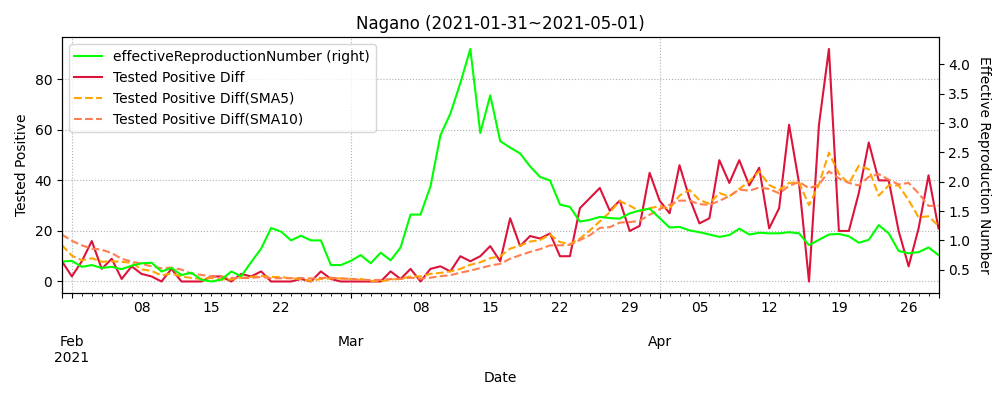 Nagano (2021-01-31~2021-05-01)
effectiveReproductionNumber (right)
Tested Positive Diff
Tested Positive Diff(SMA5)
Tested Positive Diff(SMA10)
Tested Positive
80
60
40
20
0
Effective Reproduction Number
4.0
3.5
3.0
2.5
2.0
1.5
1.0
0.5
08 15 22 08 15 22 29 05 12 19 26
Feb Mar Apr
2021
Date